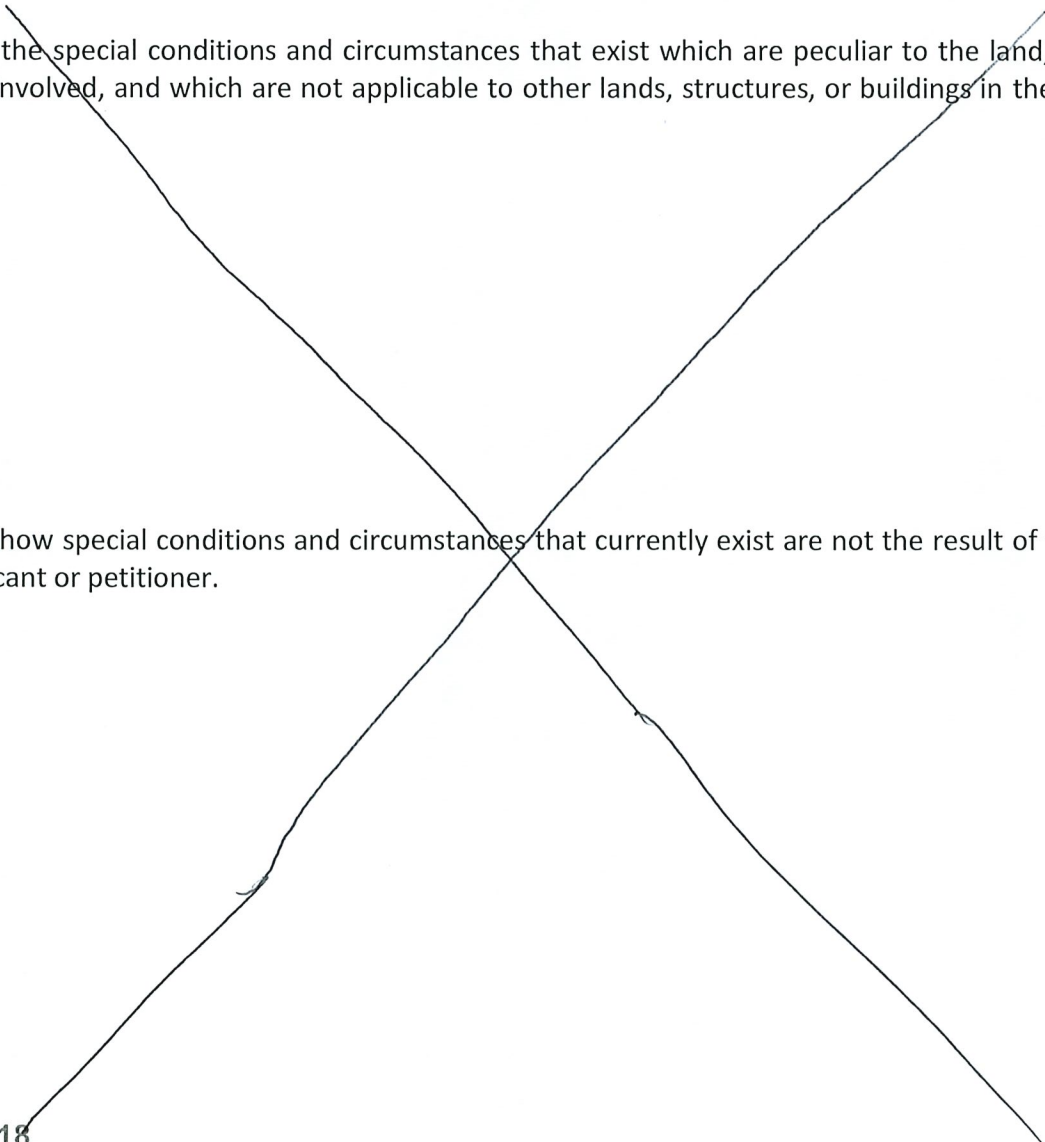 the special conditions and circumstances that exist which are peculiar to the land,
nvolved, and which are not applicable to other lands, structures, or buildings in the
how special conditions and circumstances that currently exist are not the result of
cant or petitioner.
18